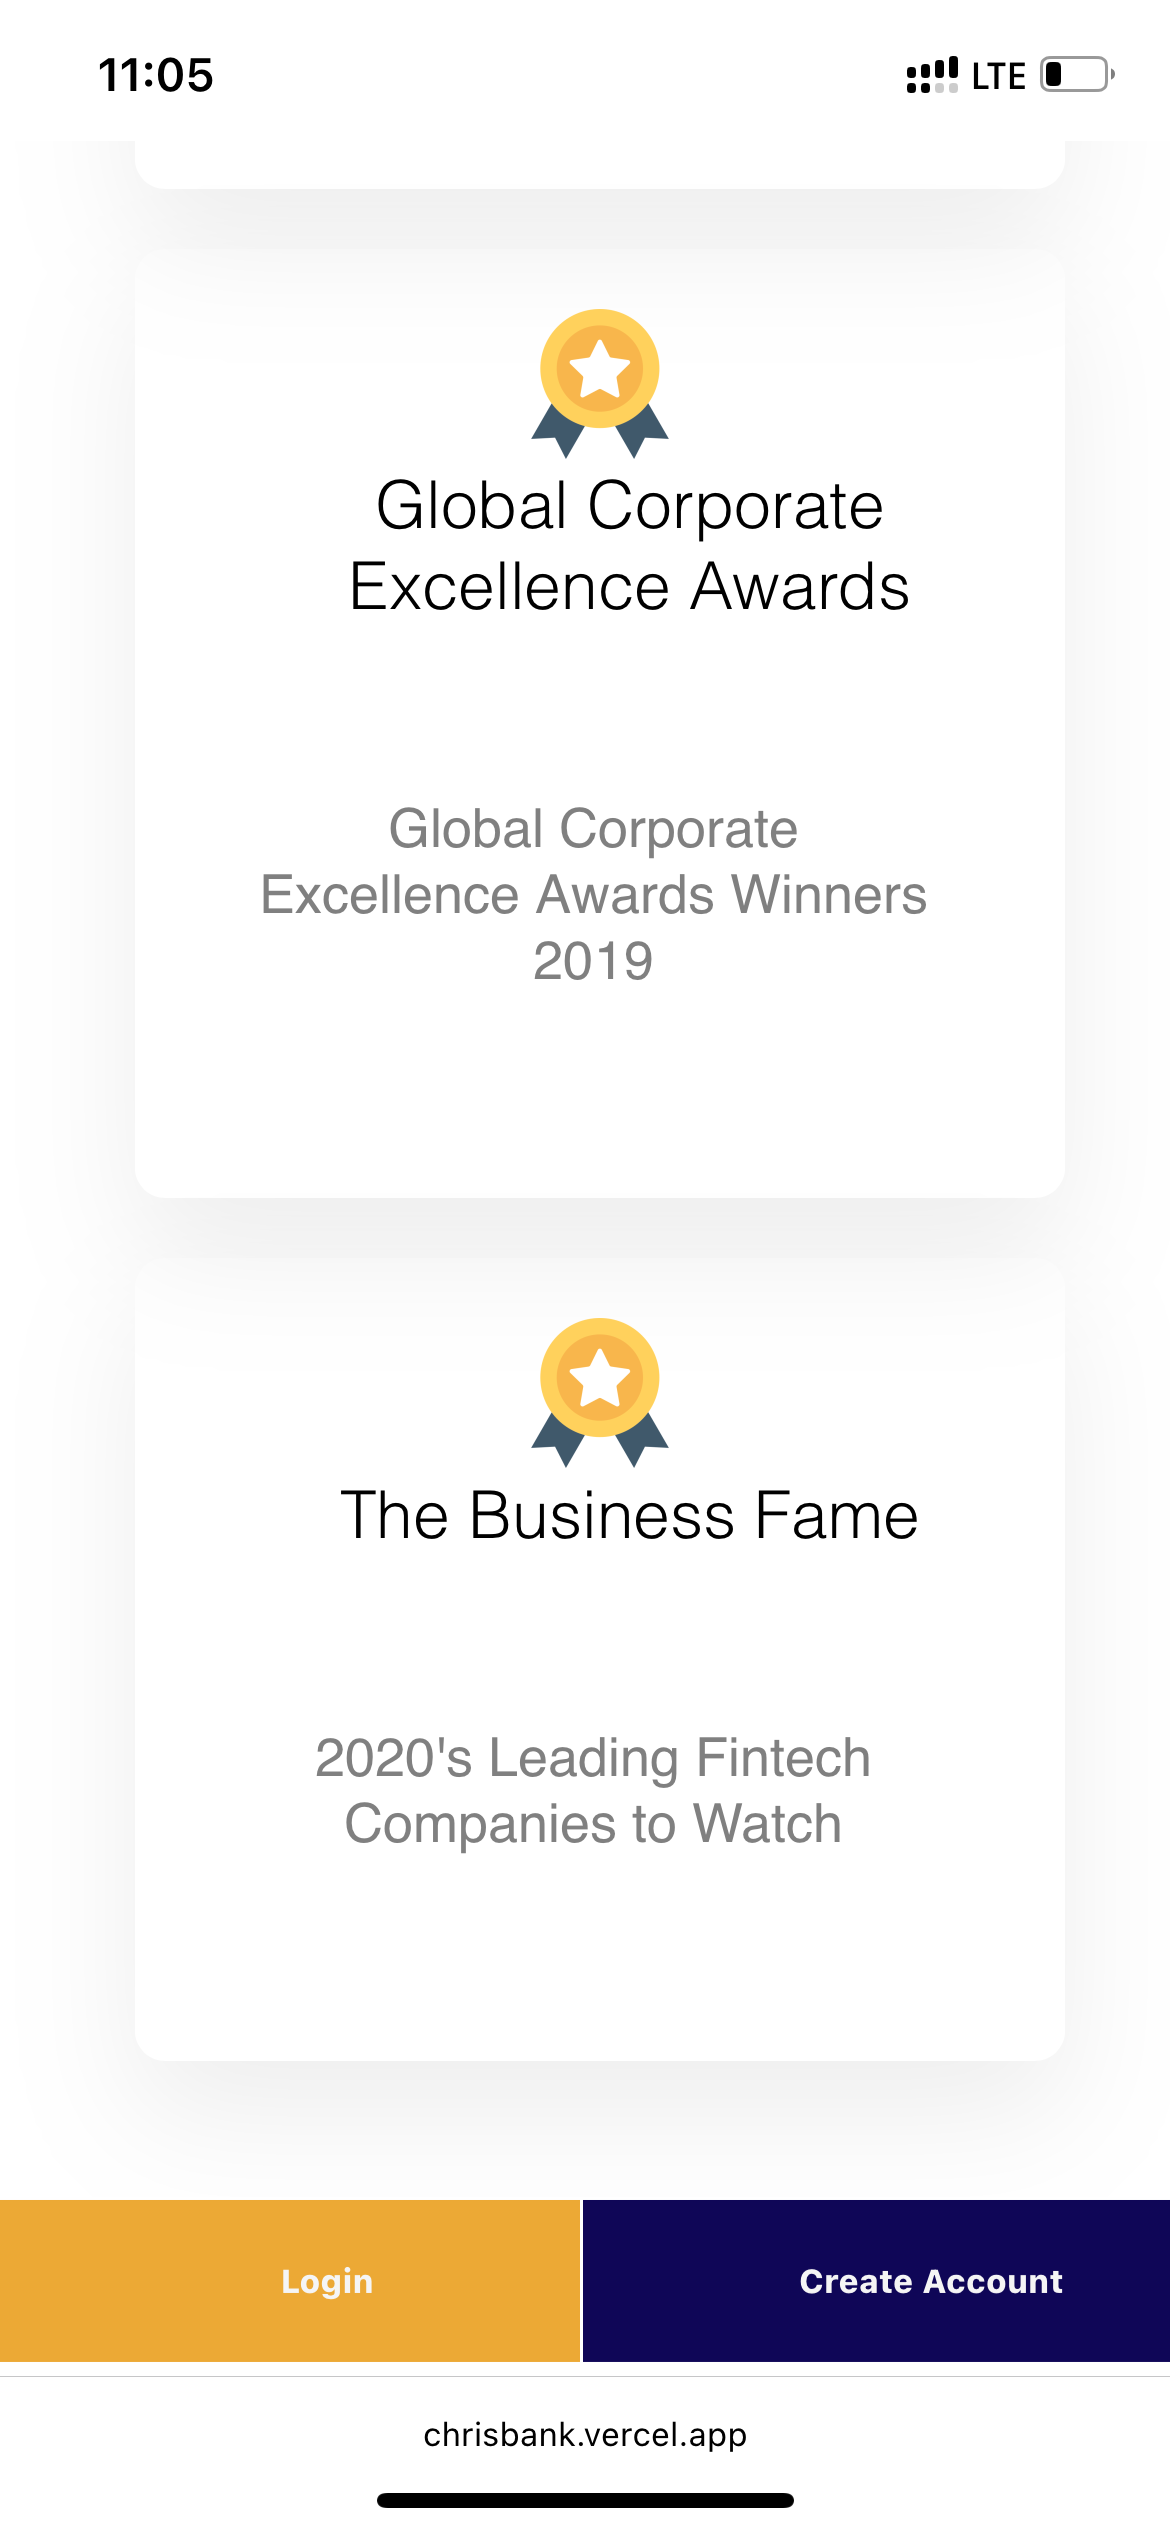 11:05
LTE
Global Corporate
Excellence Awards
Global Corporate
Excellence Awards Winners
2019
The Business Fame
2020's Leading Fintech
Companies to Watch
Login
Create Account
chrisbank.vercel.app